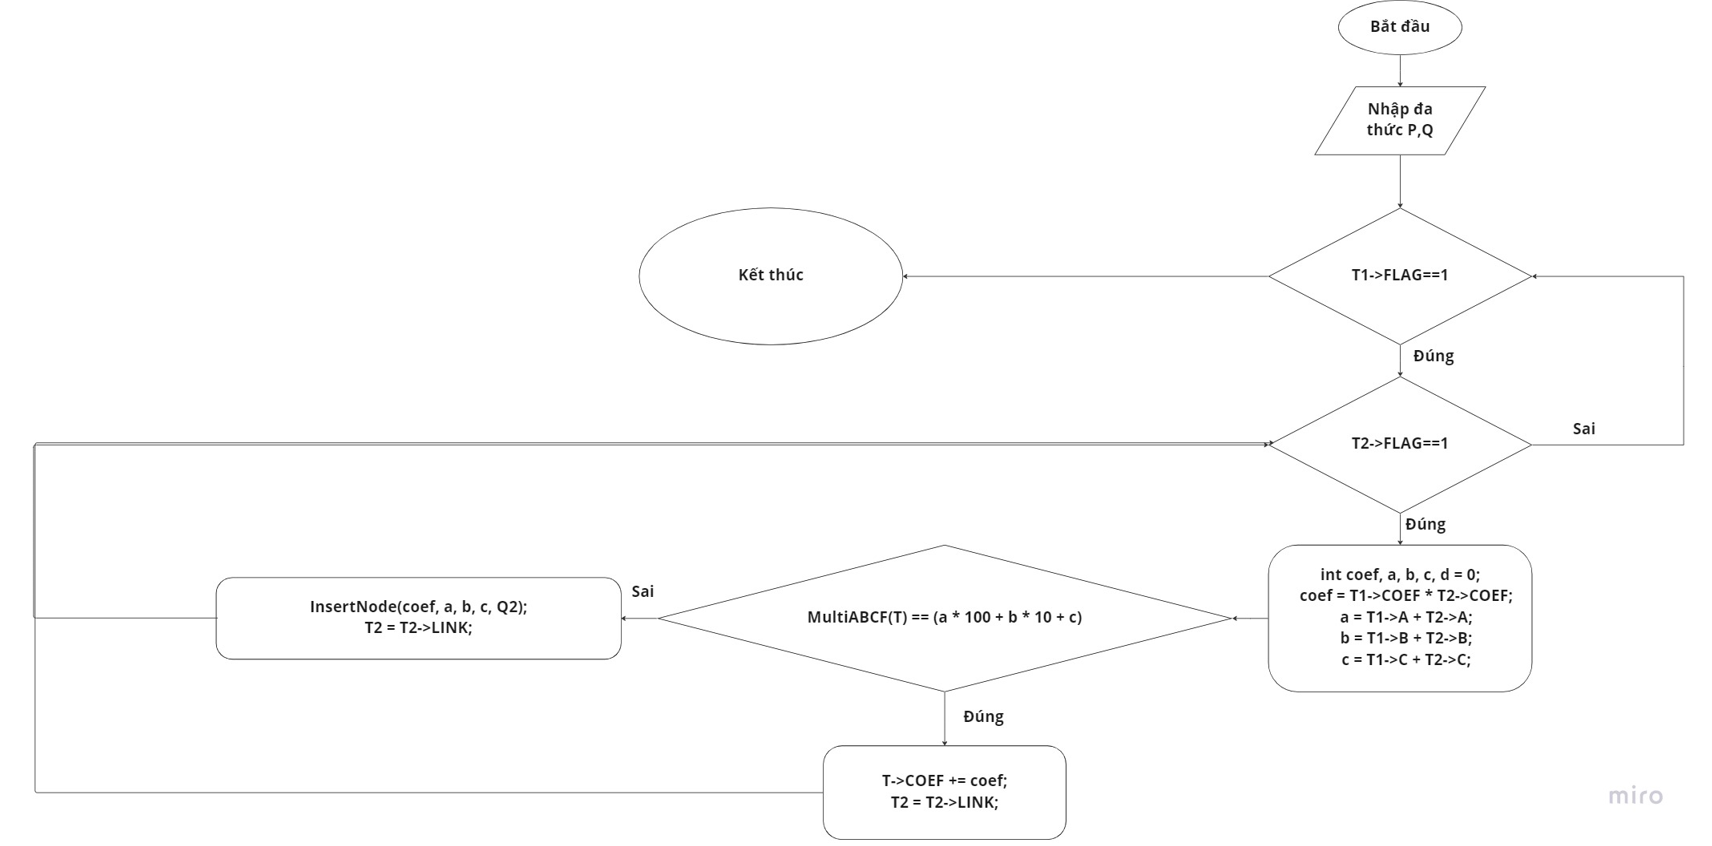 Bắt đầu
Nhập đa
thức P,Q
T1->FLAG==1
Kết thúc
Đúng
T2->FLAG==1
Sai
Đúng
int coef, a, b, c, d = 0;
coef = T1->COEF * T2->COEF;
a = T1->A + T2->A;
b = T1->B + T2->B;
c = T1->C + T2->C;
MultiABCF(T) == (a * 100 + b * 10 + c)
Sai
InsertNode(coef, a, b, c, Q2);
T2 = T2->LINK;
Đúng
T->COEF += coef;
T2 = T2->LINK;
miro